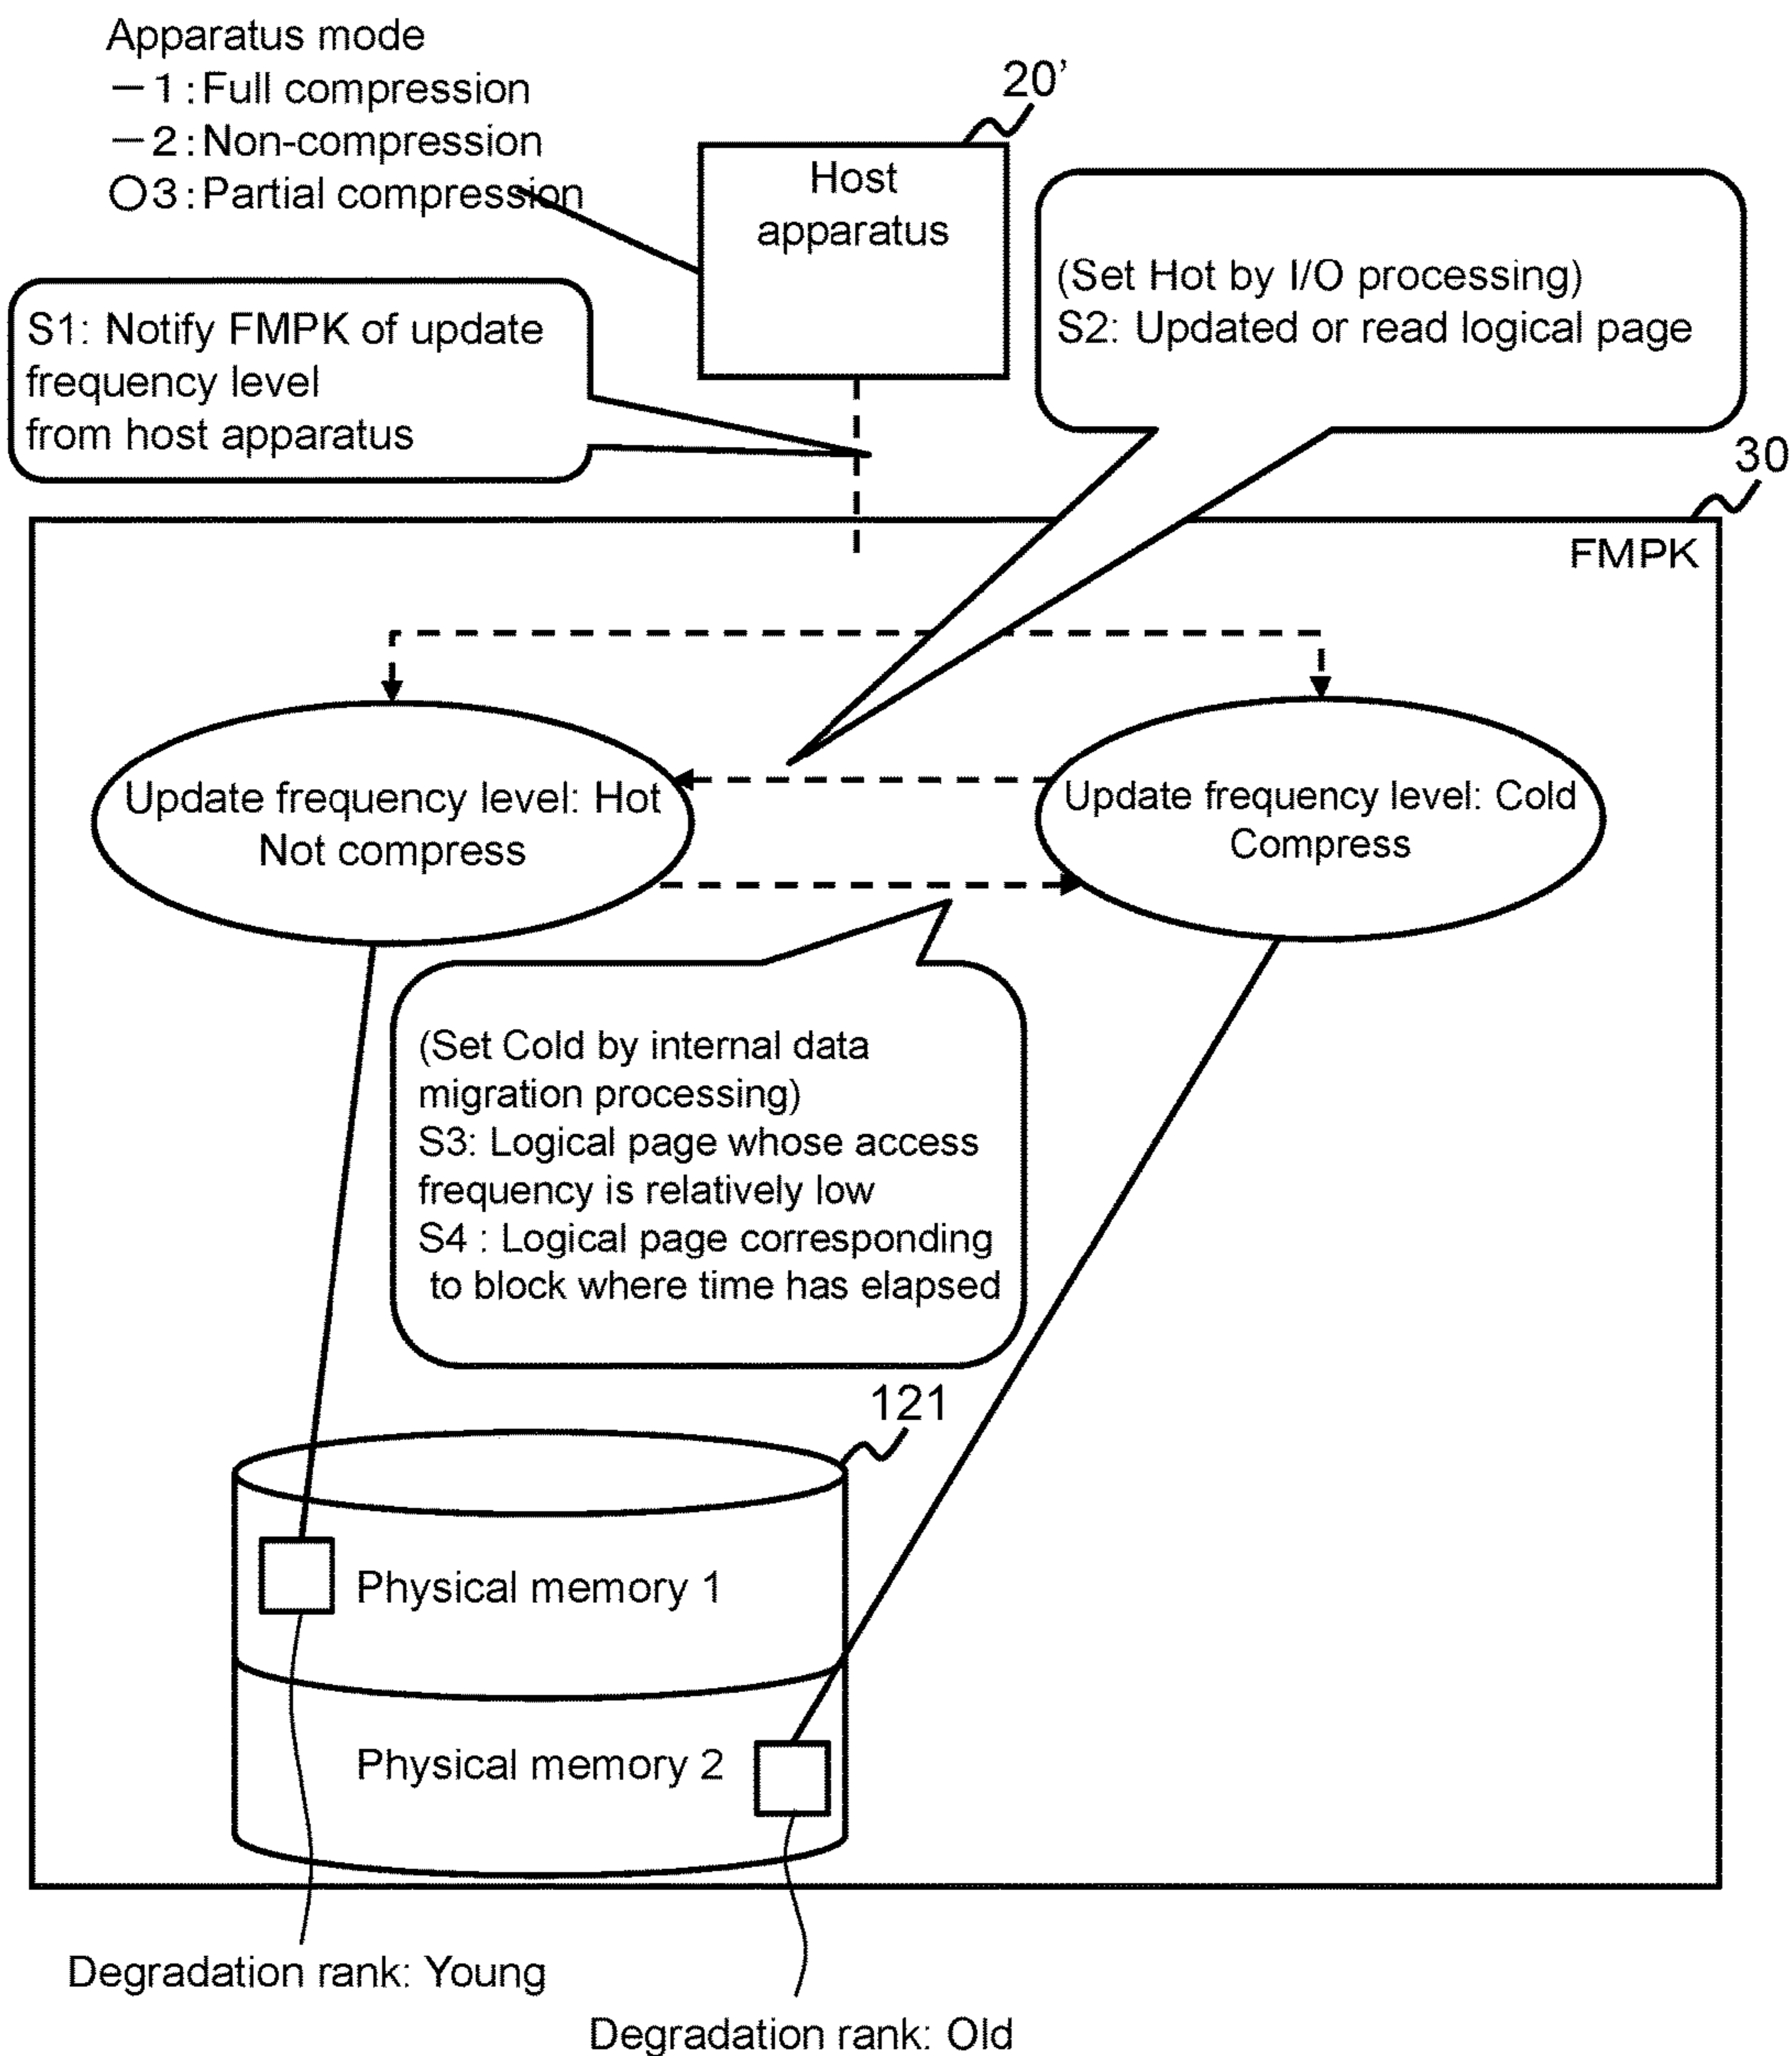 Apparatus mode
—1:Full compression
—2:Non-compression
○3:Partial compression
20'
Host
apparatus
(Set Hot by I/O processing)
S2: Updated or read logical page
S1: Notify FMPK of update
frequency level
from host apparatus
30
FMPK
Update frequency level: Hot
Not compress
Update frequency level: Cold
Compress
(Set Cold by internal data
migration processing)
S3: Logical page whose access
frequency is relatively low
S4 : Logical page corresponding
to block where time has elapsed
121
Physical memory 1
Physical memory 2
Degradation rank: Young
Degradation rank: Old